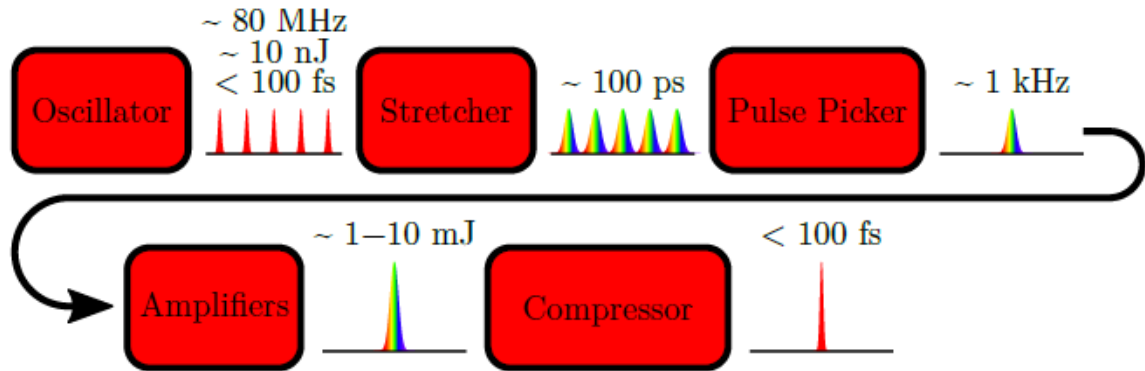 ~ 80 MHz
~ 10 nJ
< 100 fs
Oscillator
Stretcher
~ 100 ps
Pulse Picker
~ 1 kHz
Amplifiers
~ 1–10 mJ
Compressor
< 100 fs